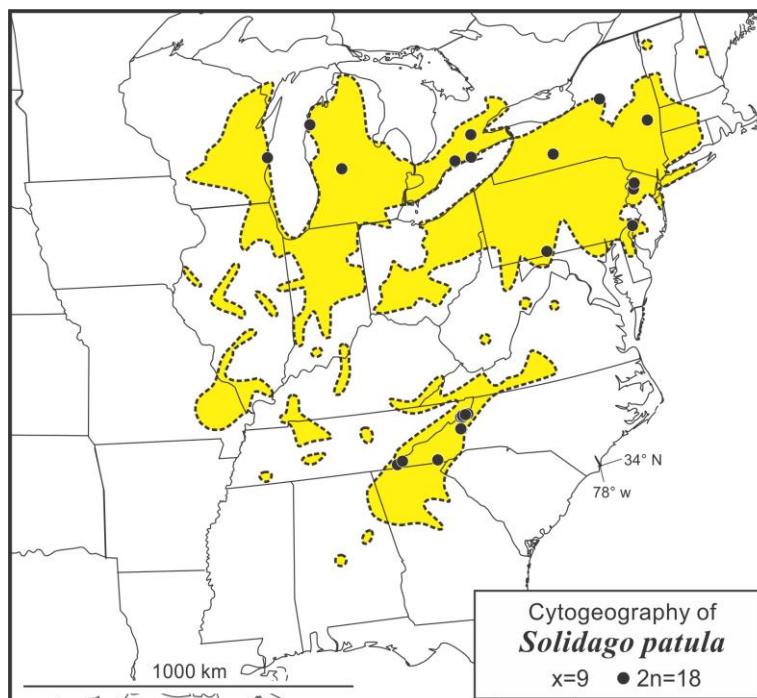 34° N
78° w
1000 km
Cytogeography of
Solidago patula
x=9 ● 2n=18